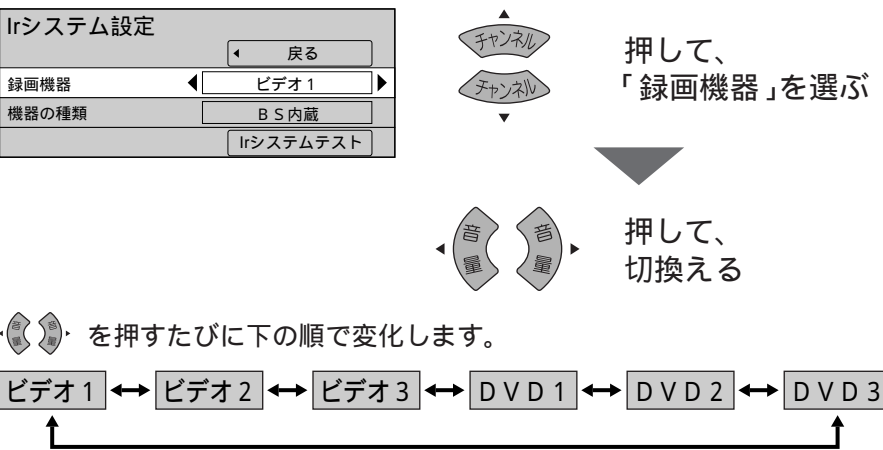 Irシステム設定
戻る
録画機器 ビデオ1
機器の種類 BS内蔵
Irシステムテスト
チャンネル
チャンネル
押して、
「録画機器」を選ぶ
音量 音量
押して、
切換える
音量 音量 を押すたびに下の順で変化します。
ビデオ1 ビデオ2 ビデオ3 DVD1 DVD2 DVD3